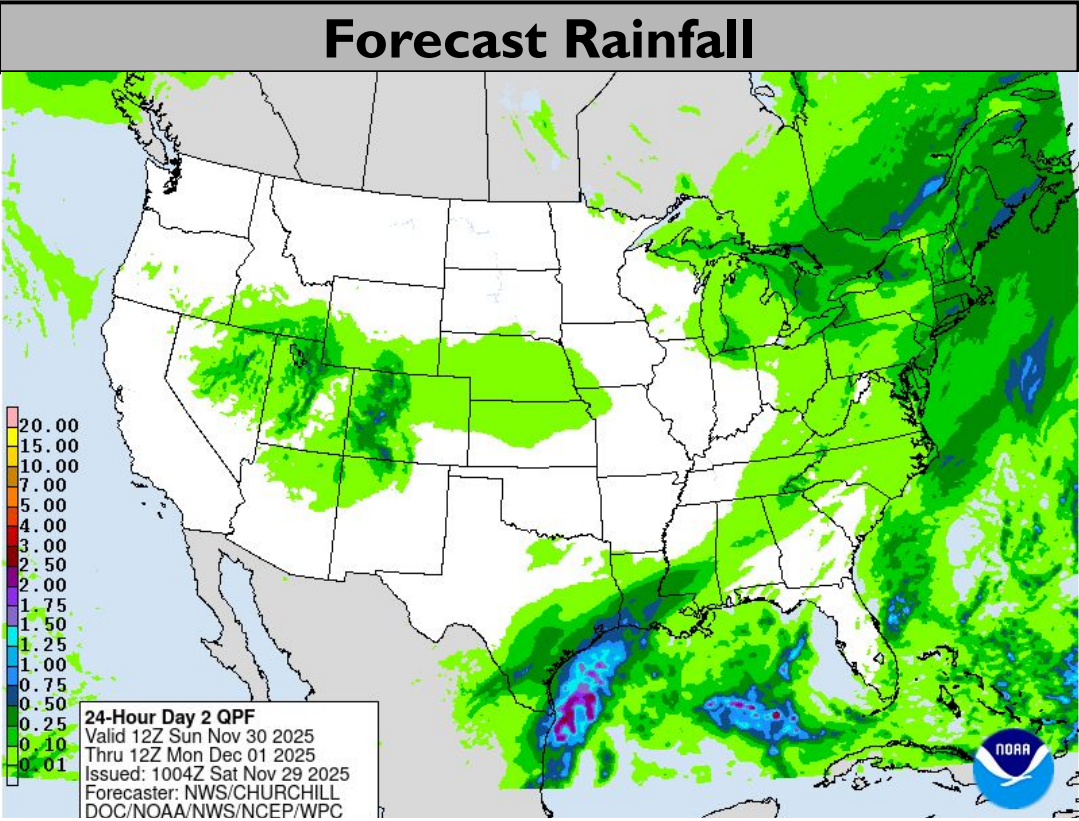 Forecast Rainfall
20.00
15.00
10.00
7.00
5.00
4.00
3.00
2.50
2.00
1.75
1.50
1.25
1.00
0.75
0.50
0.25
0.10
0.01
24-Hour Day 2 QPF
Valid 12Z Sun Nov 30 2025
Thru 12Z Mon Dec 01 2025
Issued: 1004Z Sat Nov 29 2025
Forecaster: NWS/CHURCHILL
DOC/NOAA/NWS/NCEP/WPC
NOAA